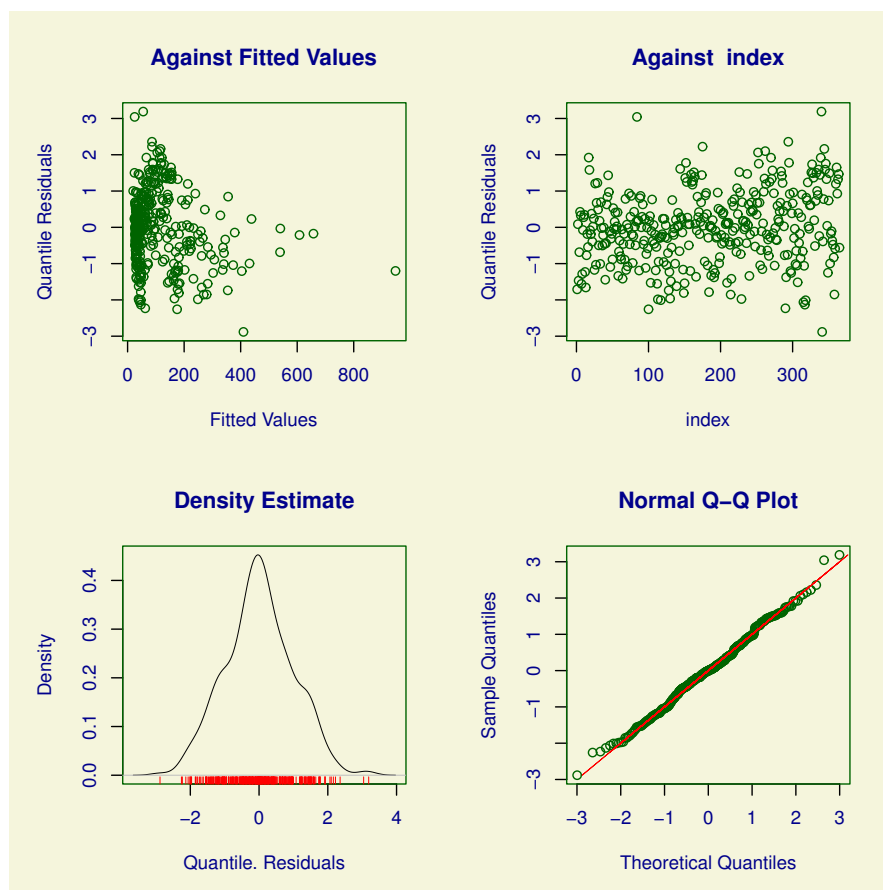 Against Fitted Values
3
2
1
0
−1
−3
Quantile Residuals
0 200 400 600 800
Fitted Values
Against index
3
2
1
0
−1
−3
Quantile Residuals
0 100 200 300
index
Density Estimate
0.4
0.3
0.2
0.1
0.0
Density
−2 0 2 4
Quantile. Residuals
Normal Q−Q Plot
3
2
1
0
−1
−3
Sample Quantiles
−3 −2 −1 0 1 2 3
Theoretical Quantiles